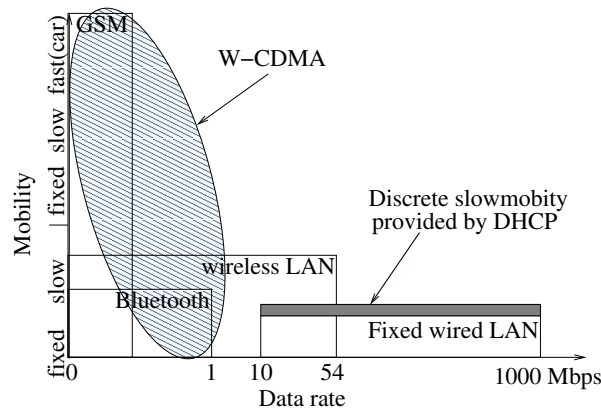 GSM
W-CDMA
Mobility
fixed slow fixed slow fast(car)
Discrete slowmobity
provided by DHCP
wireless LAN
Bluetooth
Fixed wired LAN
0 1 10 54 1000 Mbps
Data rate